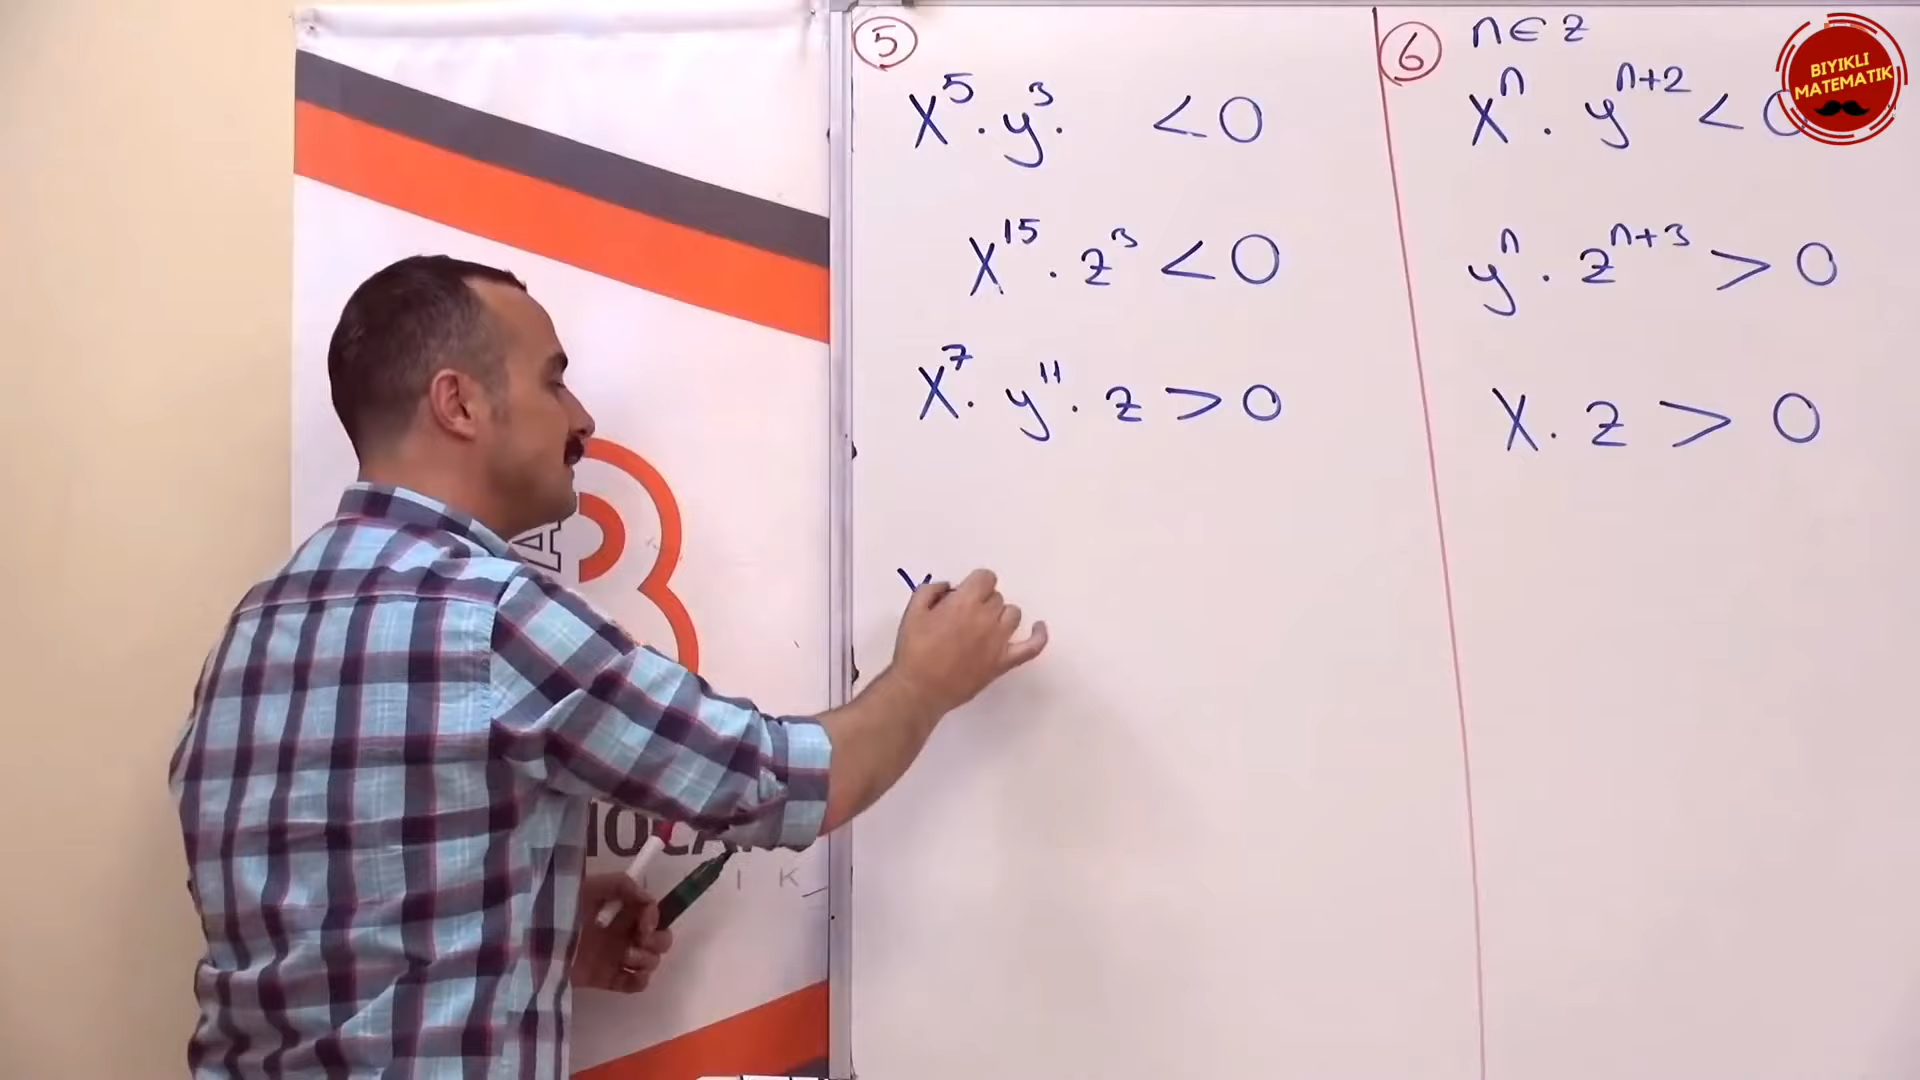 5
x⁵ . y³ . < 0
x¹⁵ . z³ < 0
x⁷ . y¹¹ . z > 0
x
6
n ∈ z
xⁿ . yⁿ⁺² < 0
yⁿ . zⁿ⁺³ > 0
x . z > 0
BIYIKLI
MATEMATIK
A
I K